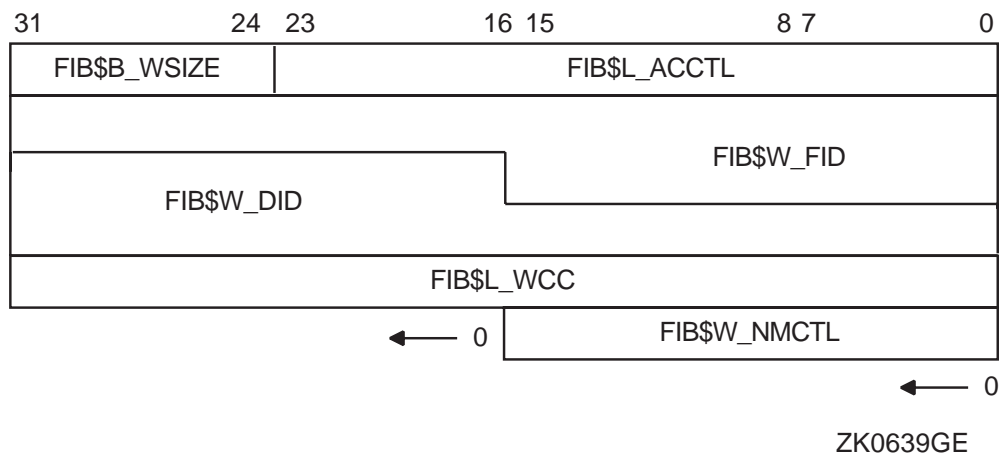 31 24 23 16 15 8 7 0
FIB$B_WSIZE FIB$L_ACCTL
FIB$W_FID
FIB$W_DID
FIB$L_WCC
0 FIB$W_NMCTL
0
ZK0639GE